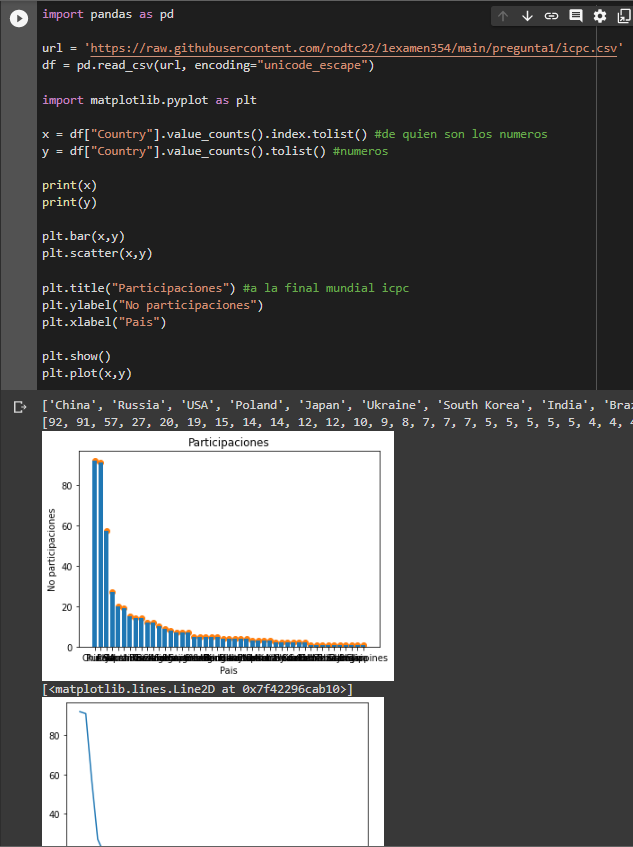 import pandas as pd
url = 'https://raw.githubusercontent.com/rodtc22/1examen354/main/pregunta1/icpc.csv'
df = pd.read_csv(url, encoding="unicode_escape")
import matplotlib.pyplot as plt
x = df["Country"].value_counts().index.tolist() #de quien son los numeros
y = df["Country"].value_counts().tolist() #numeros
print(x)
print(y)
plt.bar(x,y)
plt.scatter(x,y)
plt.title("Participaciones") #a la final mundial icpc
plt.ylabel("No participaciones")
plt.xlabel("Pais")
plt.show()
plt.plot(x,y)
['China', 'Russia', 'USA', 'Poland', 'Japan', 'Ukraine', 'South Korea', 'India', 'Bra
[92, 91, 57, 27, 20, 19, 15, 14, 14, 12, 12, 10, 9, 8, 7, 7, 7, 5, 5, 5, 5, 5, 4, 4,
Participaciones
No participaciones
80
60
40
20
0
Pais
[<matplotlib.lines.Line2D at 0x7f42296cab10>]
80
60
40